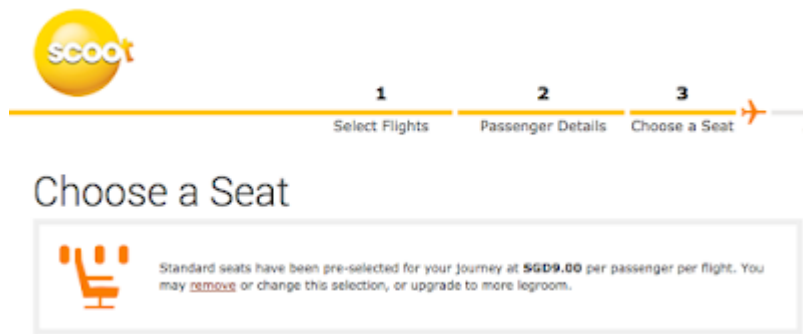 scoot
1 2 3
Select Flights Passenger Details Choose a Seat
Choose a Seat
Standard seats have been pre-selected for your journey at SGD9.00 per passenger per flight. You
may remove or change this selection, or upgrade to more legroom.